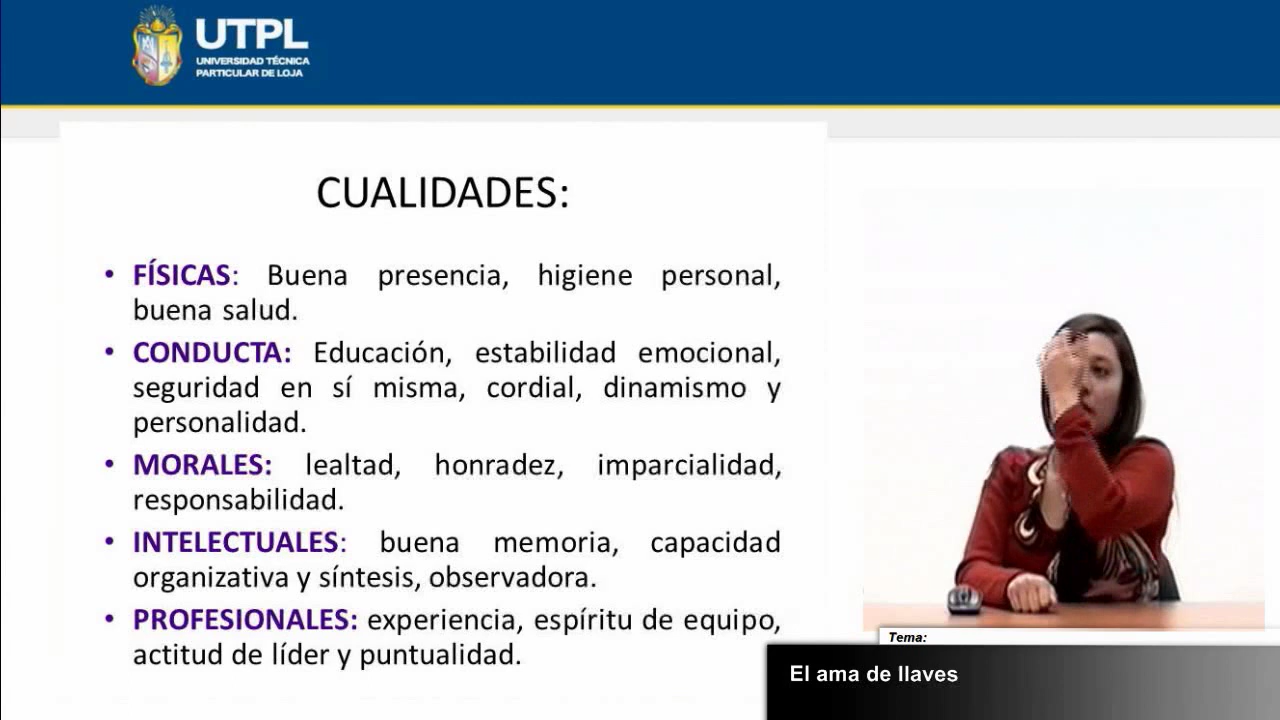 UTPL
UNIVERSIDAD TÉCNICA
PARTICULAR DE LOJA
CUALIDADES:
• FÍSICAS: Buena presencia, higiene personal,
buena salud.
• CONDUCTA: Educación, estabilidad emocional,
seguridad en sí misma, cordial, dinamismo y
personalidad.
• MORALES: lealtad, honradez, imparcialidad,
responsabilidad.
• INTELECTUALES: buena memoria, capacidad
organizativa y síntesis, observadora.
• PROFESIONALES: experiencia, espíritu de equipo,
actitud de líder y puntualidad.
Tema:
El ama de llaves